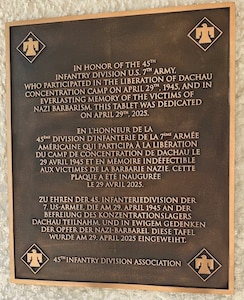 IN HONOR OF THE 45TH
INFANTRY DIVISION U.S. 7TH ARMY,
WHO PARTICIPATED IN THE LIBERATION OF DACHAU
CONCENTRATION CAMP ON APRIL 29TH, 1945, AND IN
EVERLASTING MEMORY OF THE VICTIMS OF
NAZI BARBARISM. THIS TABLET WAS DEDICATED
ON APRIL 29TH, 2025.
EN L'HONNEUR DE LA
45ÈME DIVISION D'INFANTERIE DE LA 7ÈME ARMÉE
AMÉRICAINE QUI PARTICIPA À LA LIBÉRATION
DU CAMP DE CONCENTRATION DE DACHAU LE
29 AVRIL 1945 ET EN MÉMOIRE INDÉFECTIBLE
AUX VICTIMES DE LA BARBARIE NAZIE. CETTE
PLAQUE A ÉTÉ INAUGURÉE
LE 29 AVRIL 2025.
ZU EHREN DER 45. INFANTERIEDIVISION DER
7. US-ARMEE, DIE AM 29. APRIL 1945 AN DER
BEFREIUNG DES KONZENTRATIONSLAGERS
DACHAU TEILNAHM, UND IN EWIGEM GEDENKEN
DER OPFER DER NAZI-BARBAREI. DIESE TAFEL
WURDE AM 29. APRIL 2025 EINGEWEIHT.
45TH INFANTRY DIVISION ASSOCIATION